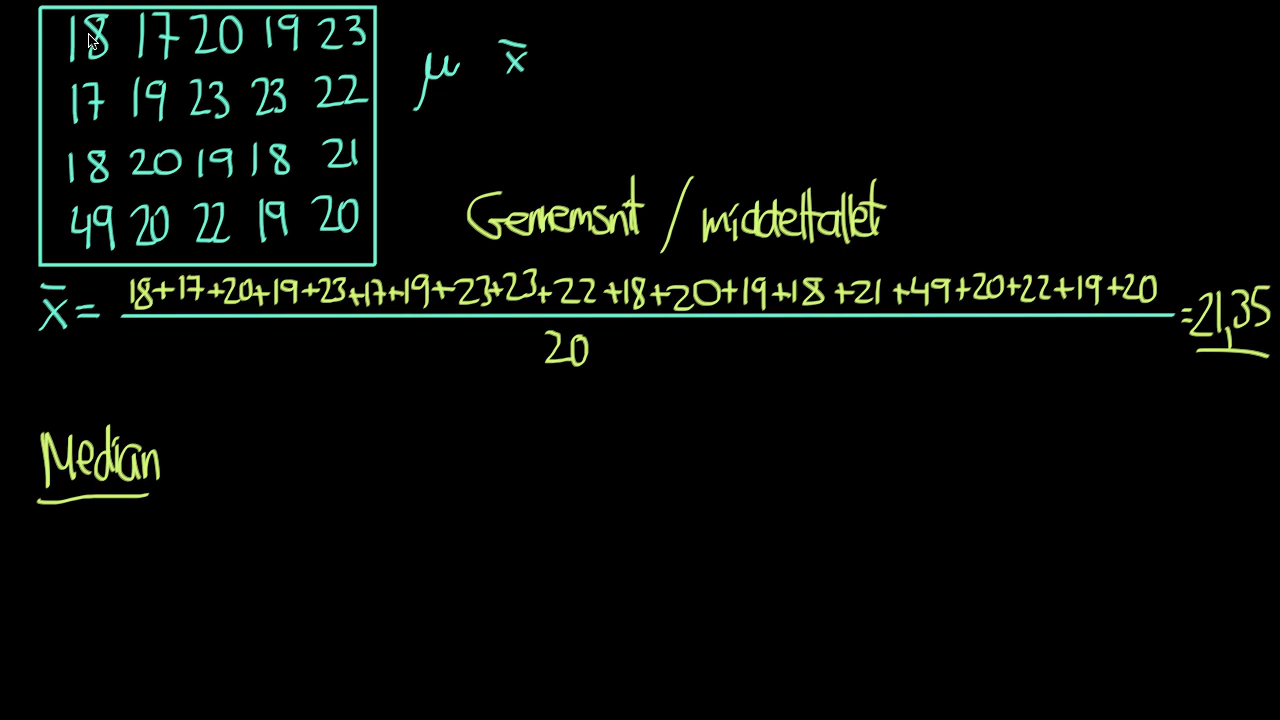 18 17 20 19 23
17 19 23 23 22
18 20 19 18 21
49 20 22 19 20
μ x̄
Gennemsnit / middeltallet
x̄ = 18+17+20+19+23+17+19+23+23+22+18+20+19+18+21+49+20+22+19+20 = 21,35
20
Median